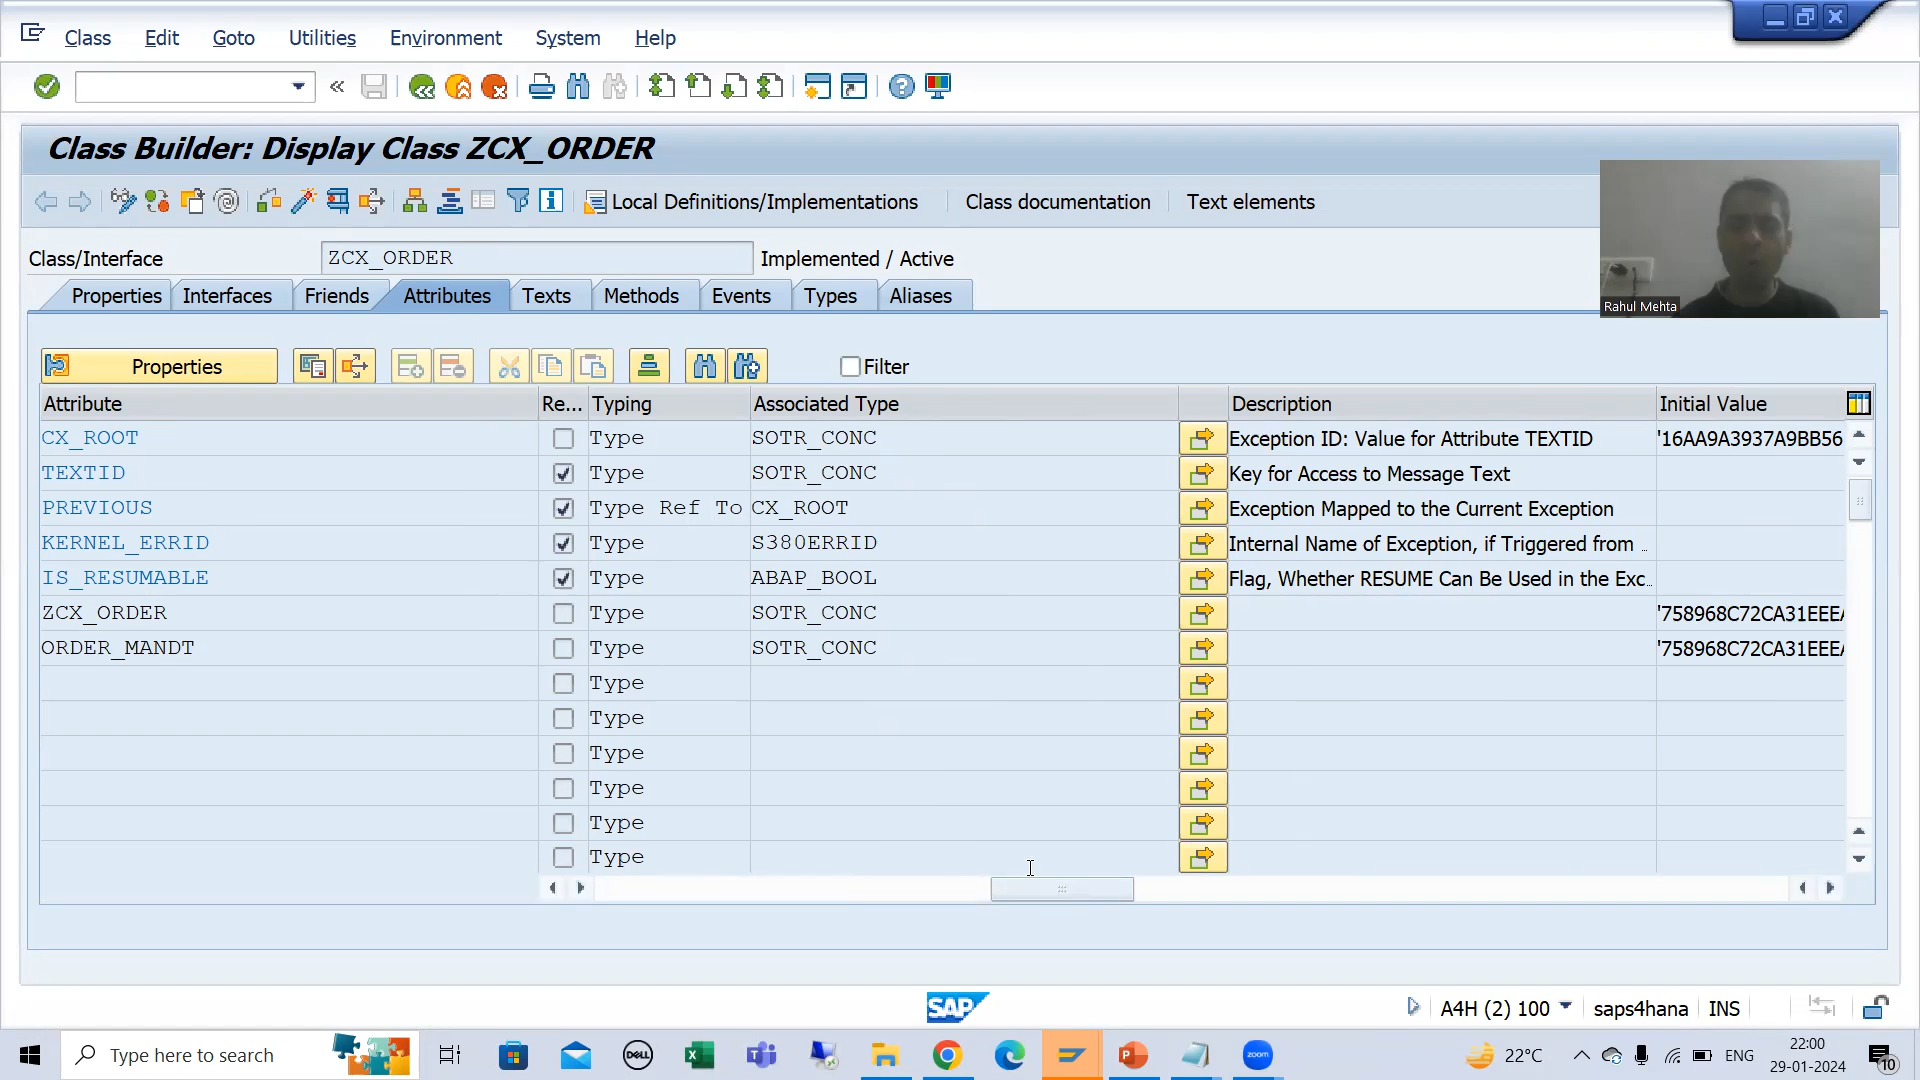 Class Edit Goto Utilities Environment System Help
Class Builder: Display Class ZCX_ORDER
Local Definitions/Implementations Class documentation Text elements
Class/Interface ZCX_ORDER Implemented / Active
Rahul Mehta
Properties Interfaces Friends Attributes Texts Methods Events Types Aliases
Properties Filter
Attribute Re... Typing Associated Type Description Initial Value
CX_ROOT Type SOTR_CONC Exception ID: Value for Attribute TEXTID '16AA9A3937A9BB56
TEXTID Type SOTR_CONC Key for Access to Message Text
PREVIOUS Type Ref To CX_ROOT Exception Mapped to the Current Exception
KERNEL_ERRID Type S380ERRID Internal Name of Exception, if Triggered from ..
IS_RESUMABLE Type ABAP_BOOL Flag, Whether RESUME Can Be Used in the Exc..
ZCX_ORDER Type SOTR_CONC '758968C72CA31EEEA
ORDER_MANDT Type SOTR_CONC '758968C72CA31EEEA
Type
Type
Type
Type
Type
Type
SAP A4H (2) 100 saps4hana INS
Type here to search DELL zoom 22°C ENG 22:00
29-01-2024 10